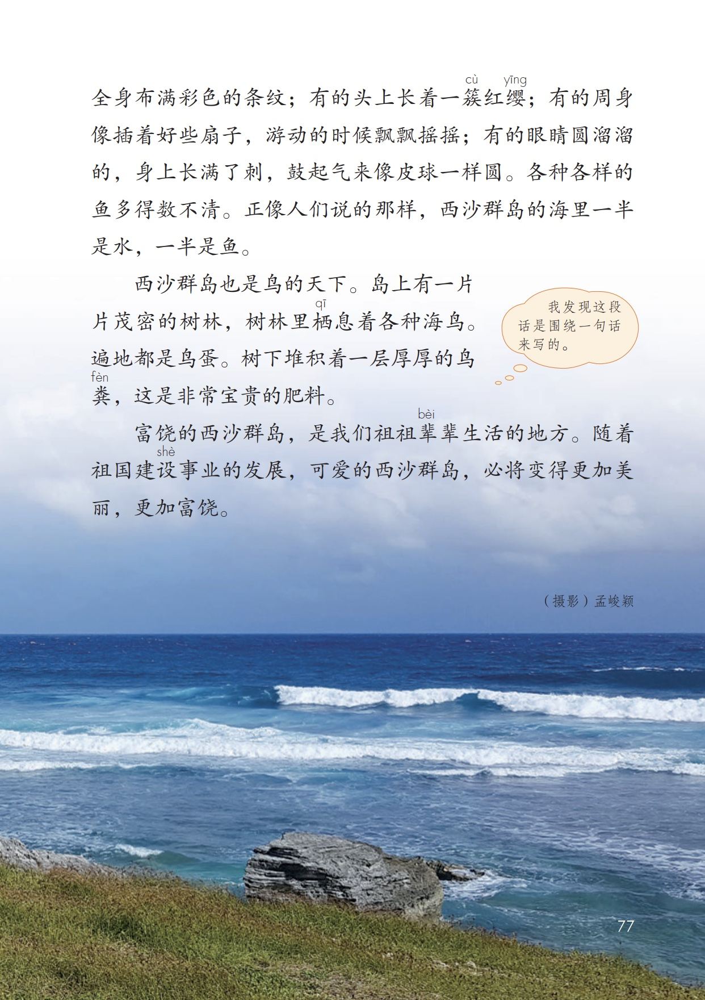 cù yīng
全身布满彩色的条纹；有的头上长着一簇红缨；有的周身
像插着好些扇子，游动的时候飘飘摇摇；有的眼睛圆溜溜
的，身上长满了刺，鼓起气来像皮球一样圆。各种各样的
鱼多得数不清。正像人们说的那样，西沙群岛的海里一半
是水，一半是鱼。
西沙群岛也是鸟的天下。岛上有一片
qī
片茂密的树林，树林里栖息着各种海鸟。
遍地都是鸟蛋。树下堆积着一层厚厚的鸟
fèn
粪，这是非常宝贵的肥料。
我发现这段
话是围绕一句话
来写的。
bèi
富饶的西沙群岛，是我们祖祖辈辈生活的地方。随着
shè
祖国建设事业的发展，可爱的西沙群岛，必将变得更加美
丽，更加富饶。
（摄影）孟峻颖
77